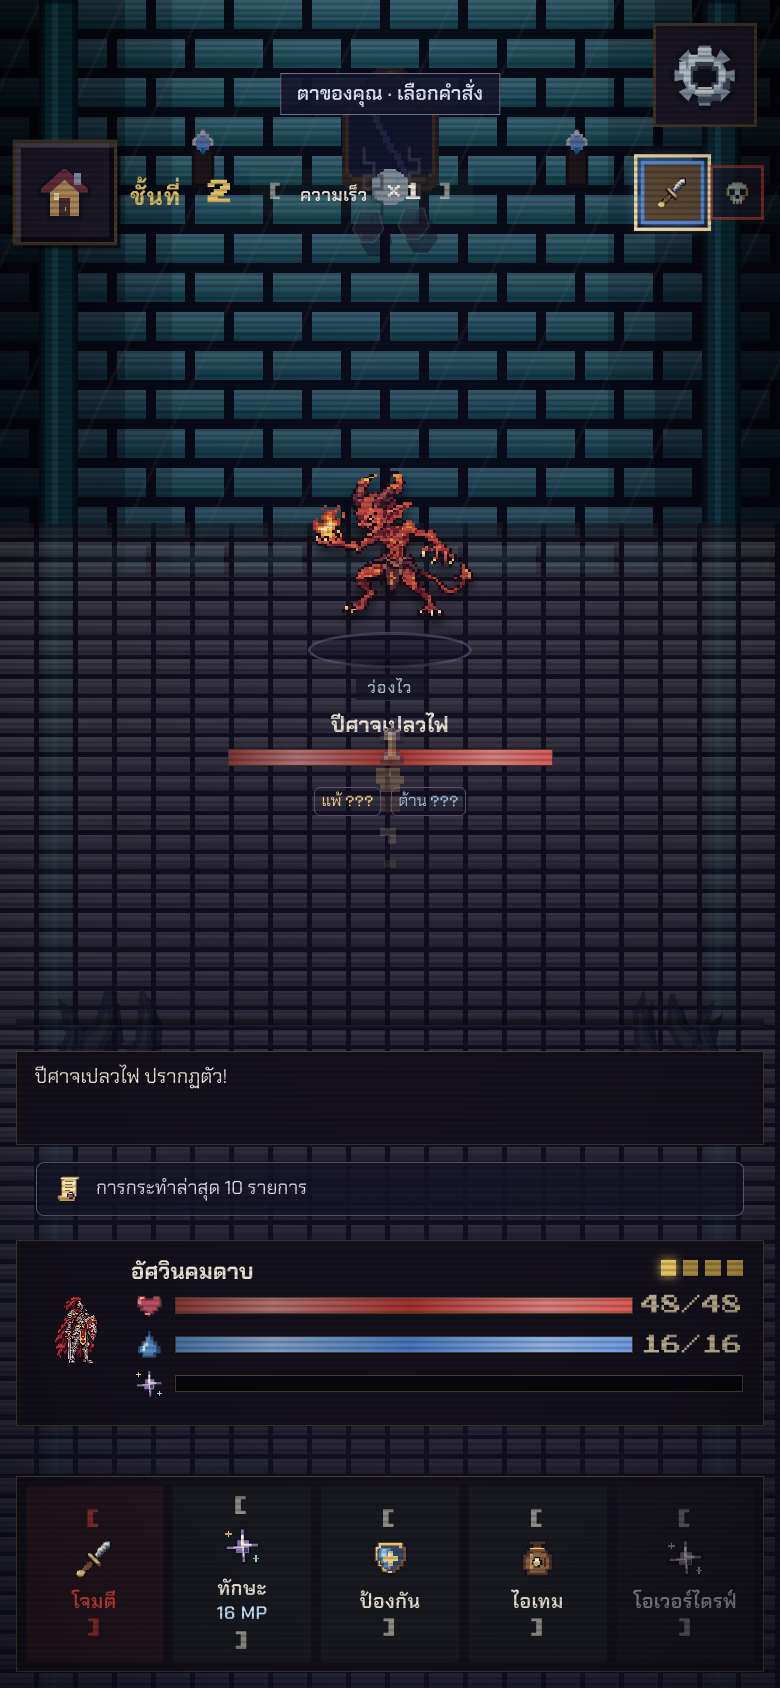 ตาของคุณ · เลือกคำสั่ง
ชั้นที่ 2 [ ความเร็ว ×1 ]
ว่องไว
ปีศาจเปลวไฟ
แพ้ ??? ต้าน ???
ปีศาจเปลวไฟ ปรากฏตัว!
การกระทำล่าสุด 10 รายการ
อัศวินคมดาบ
48/48
16/16
[ โจมตี ]
[ ทักษะ
16 MP ]
[ ป้องกัน ]
[ ไอเทม ]
[ โอเวอร์ไดรฟ์ ]